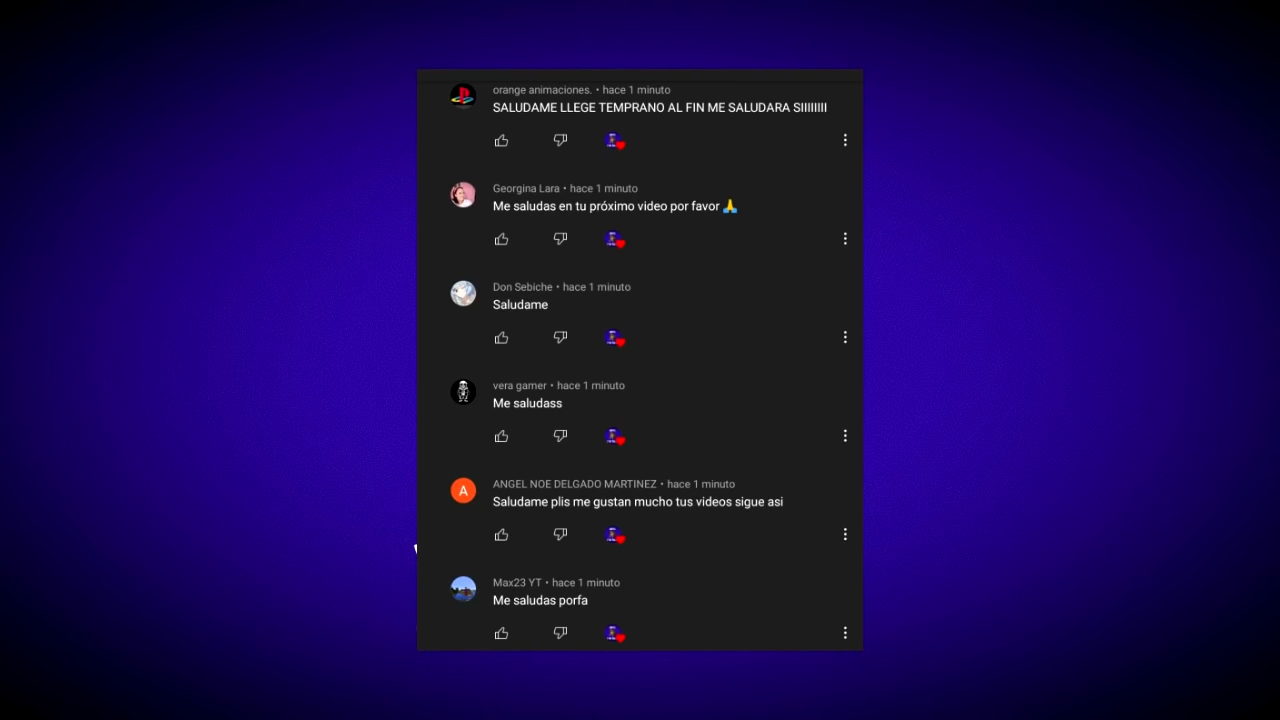 orange animaciones. • hace 1 minuto
SALUDAME LLEGE TEMPRANO AL FIN ME SALUDARA SIIIIIIII
Georgina Lara • hace 1 minuto
Me saludas en tu próximo video por favor 🙏
Don Sebiche • hace 1 minuto
Saludame
vera gamer • hace 1 minuto
Me saludass
ANGEL NOE DELGADO MARTINEZ • hace 1 minuto
A
Saludame plis me gustan mucho tus videos sigue asi
Max23 YT • hace 1 minuto
Me saludas porfa